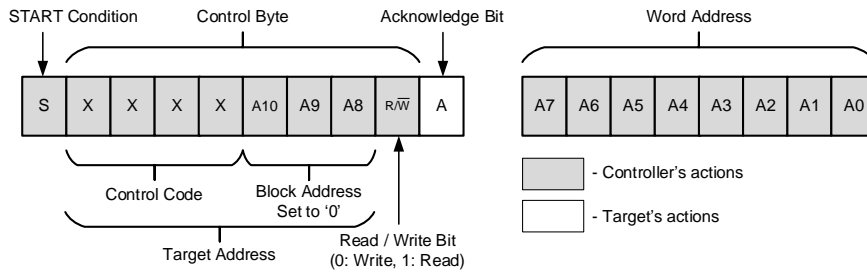 START Condition
Control Byte
Acknowledge Bit
Word Address
S X X X X A10 A9 A8 R/W̅ A
A7 A6 A5 A4 A3 A2 A1 A0
Control Code
Block Address
Set to ‘0’
Target Address
Read / Write Bit
(0: Write, 1: Read)
- Controller's actions
- Target's actions